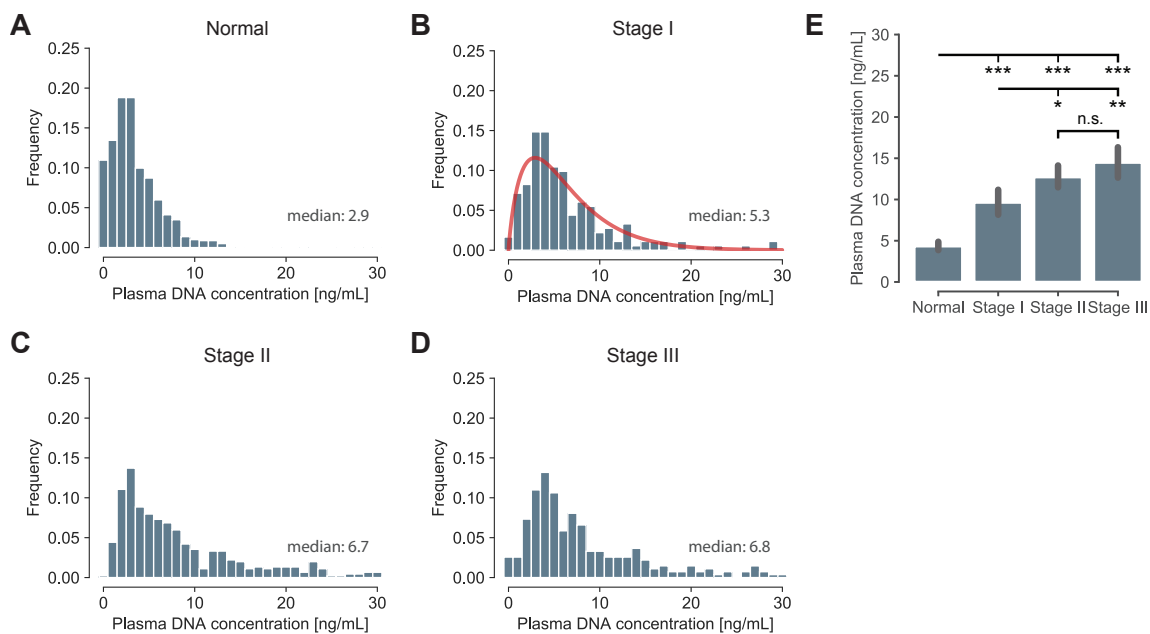 A
Normal
0.25
0.20
0.15
0.10
0.05
0.00
Frequency
median: 2.9
0 10 20 30
Plasma DNA concentration [ng/mL]
B
Stage I
0.25
0.20
0.15
0.10
0.05
0.00
Frequency
median: 5.3
0 10 20 30
Plasma DNA concentration [ng/mL]
E
30
25
20
15
10
5
0
Plasma DNA concentration [ng/mL]
*** *** ***
* **
n.s.
Normal Stage I Stage II Stage III
C
Stage II
0.25
0.20
0.15
0.10
0.05
0.00
Frequency
median: 6.7
0 10 20 30
Plasma DNA concentration [ng/mL]
D
Stage III
0.25
0.20
0.15
0.10
0.05
0.00
Frequency
median: 6.8
0 10 20 30
Plasma DNA concentration [ng/mL]